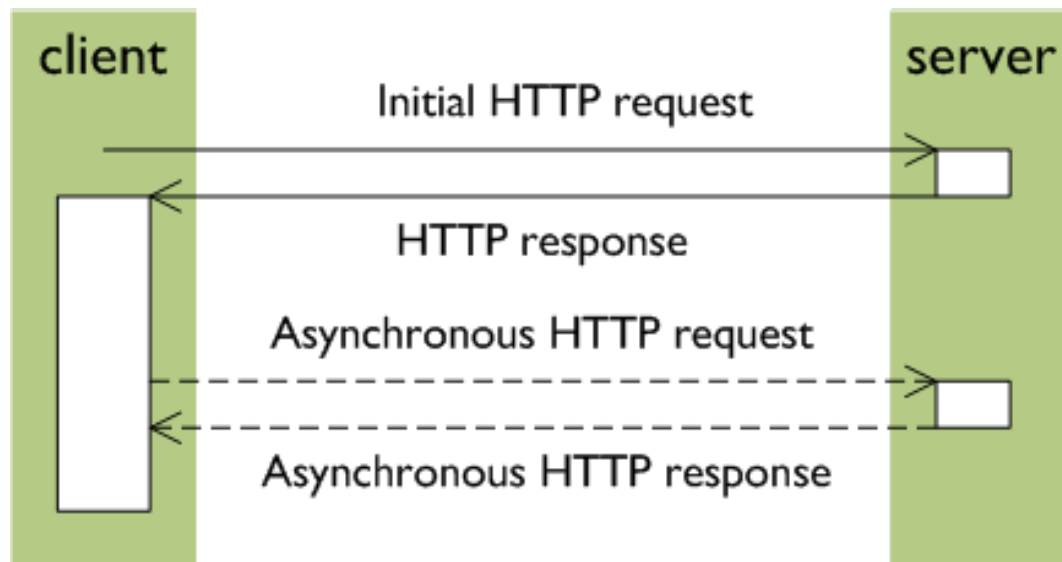 client
server
Initial HTTP request
HTTP response
Asynchronous HTTP request
Asynchronous HTTP response